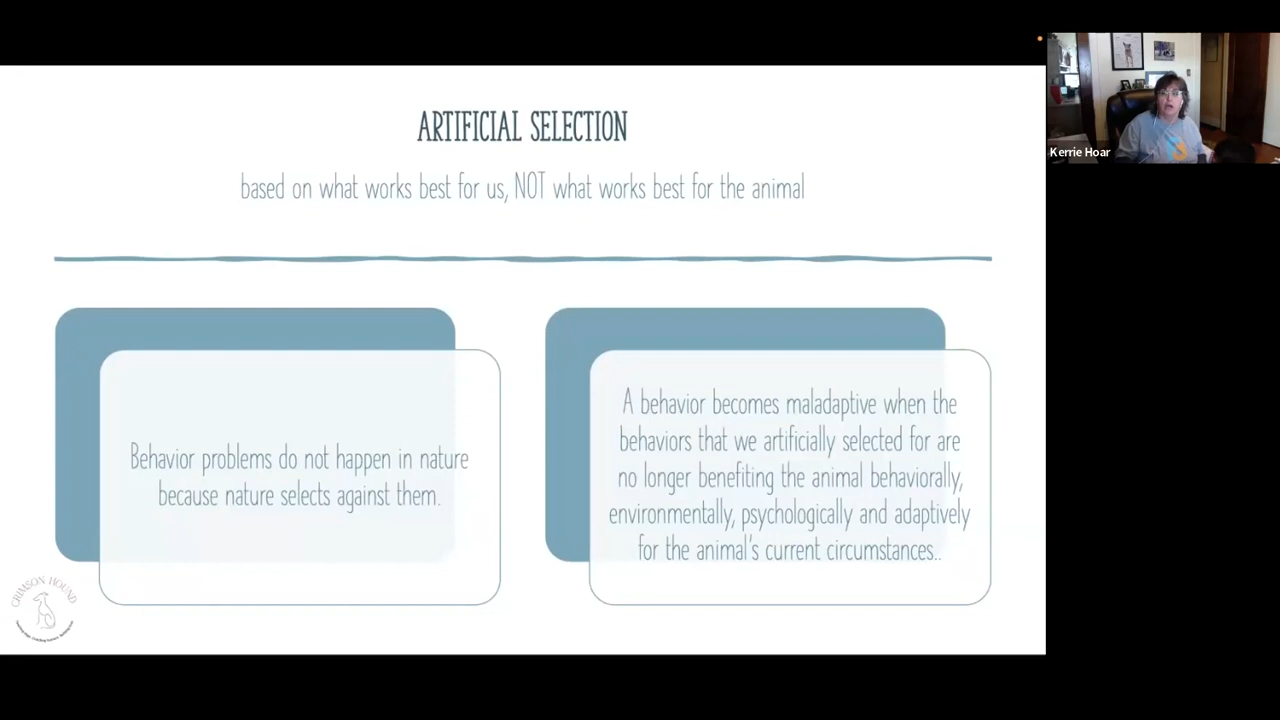 ARTIFICIAL SELECTION
based on what works best for us, NOT what works best for the animal
Behavior problems do not happen in nature
because nature selects against them.
A behavior becomes maladaptive when the
behaviors that we artificially selected for are
no longer benefiting the animal behaviorally,
environmentally, psychologically and adaptively
for the animal's current circumstances..
CRIMSON HOUND
Kerrie Hoar